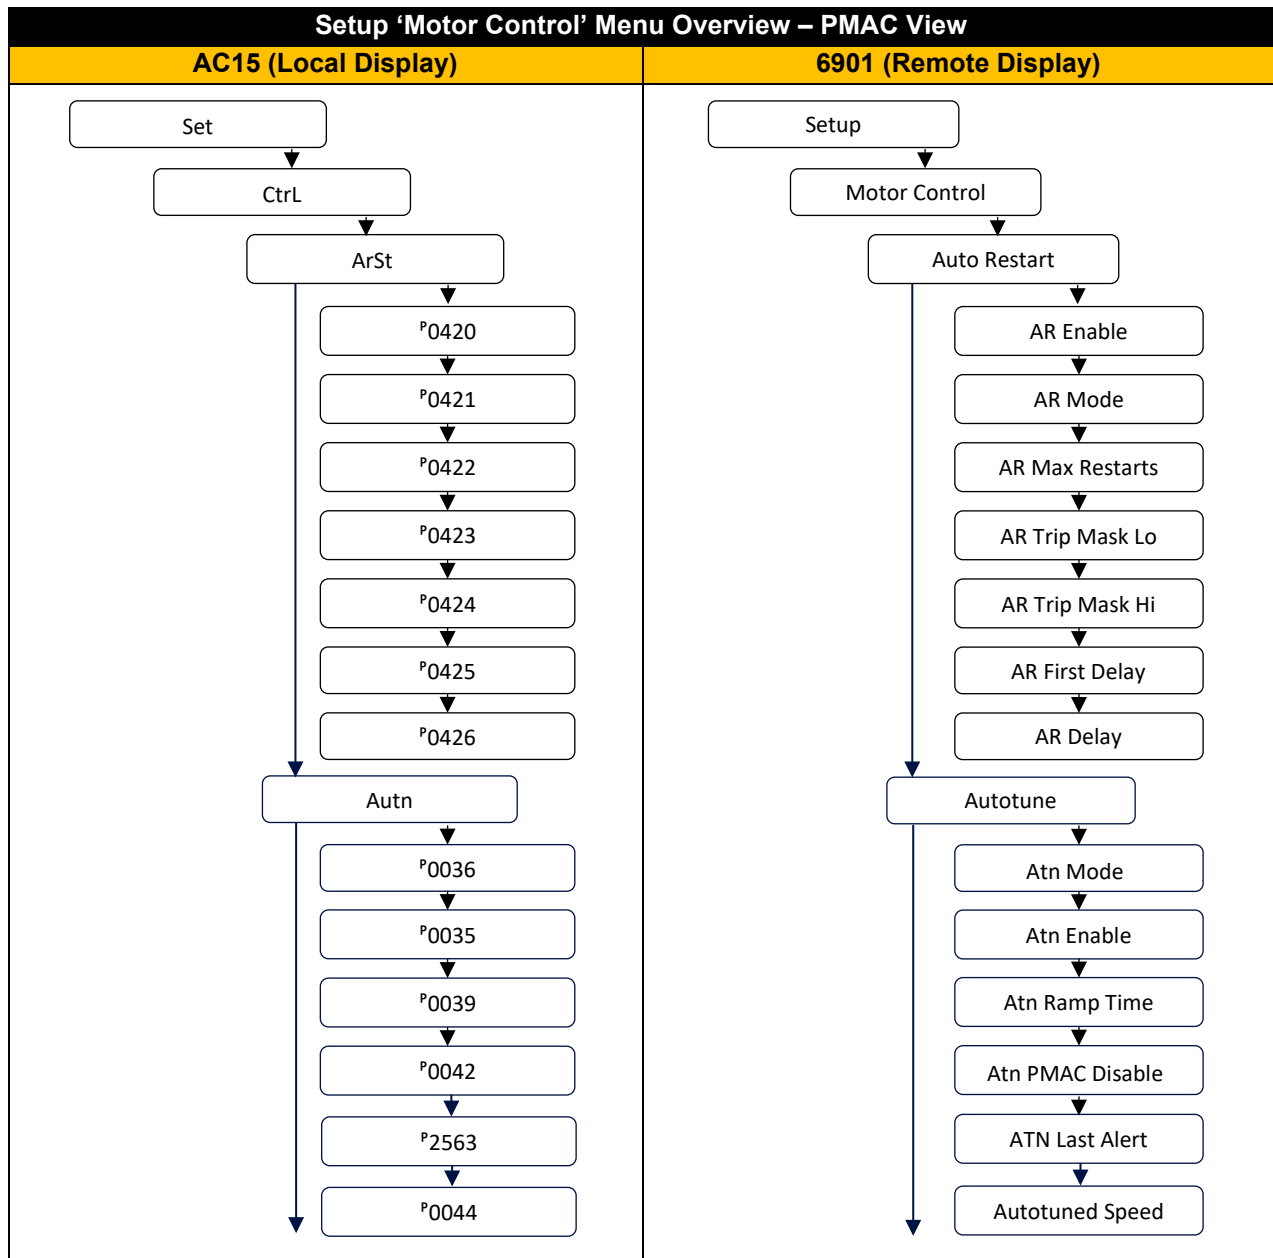 Setup ‘Motor Control’ Menu Overview – PMAC View
AC15 (Local Display)
6901 (Remote Display)
Set
CtrL
ArSt
ᴾ0420
ᴾ0421
ᴾ0422
ᴾ0423
ᴾ0424
ᴾ0425
ᴾ0426
Autn
ᴾ0036
ᴾ0035
ᴾ0039
ᴾ0042
ᴾ2563
ᴾ0044
Setup
Motor Control
Auto Restart
AR Enable
AR Mode
AR Max Restarts
AR Trip Mask Lo
AR Trip Mask Hi
AR First Delay
AR Delay
Autotune
Atn Mode
Atn Enable
Atn Ramp Time
Atn PMAC Disable
ATN Last Alert
Autotuned Speed